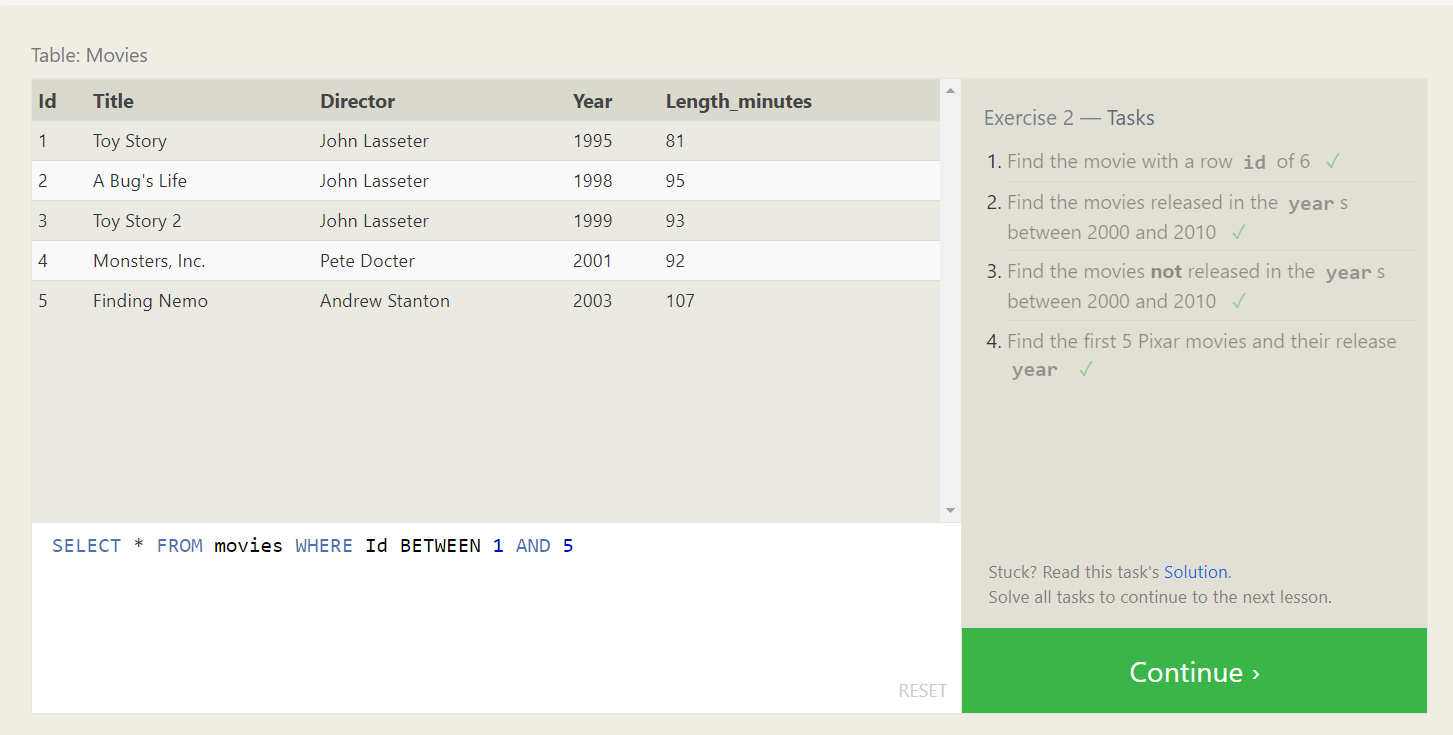 Table: Movies
Id Title Director Year Length_minutes
1 Toy Story John Lasseter 1995 81
2 A Bug's Life John Lasseter 1998 95
3 Toy Story 2 John Lasseter 1999 93
4 Monsters, Inc. Pete Docter 2001 92
5 Finding Nemo Andrew Stanton 2003 107
SELECT * FROM movies WHERE Id BETWEEN 1 AND 5
RESET
Exercise 2 — Tasks
1. Find the movie with a row id of 6 ✓
2. Find the movies released in the year s
between 2000 and 2010 ✓
3. Find the movies not released in the year s
between 2000 and 2010 ✓
4. Find the first 5 Pixar movies and their release
year ✓
Stuck? Read this task's Solution.
Solve all tasks to continue to the next lesson.
Continue ›